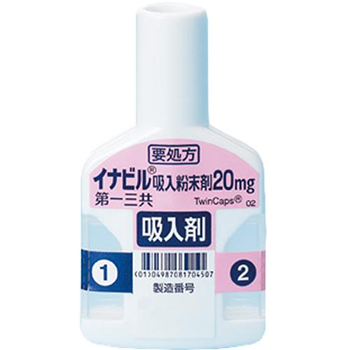 要処方
イナビル®吸入粉末剤20mg
第一三共 TwinCaps® 02
吸入剤
1 2
(01)04987081704507
製造番号